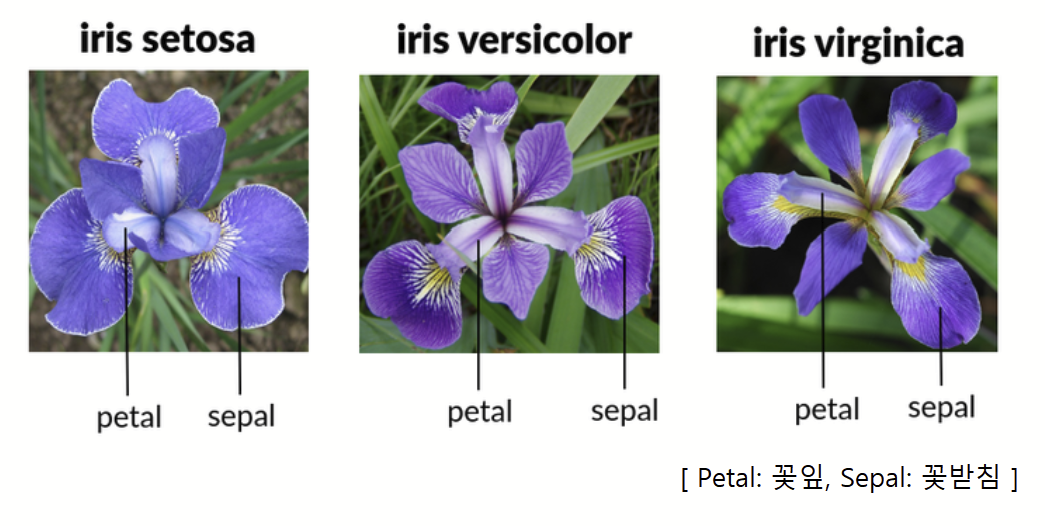 iris setosa iris versicolor iris virginica
petal sepal petal sepal petal sepal
[ Petal: 꽃잎, Sepal: 꽃받침 ]